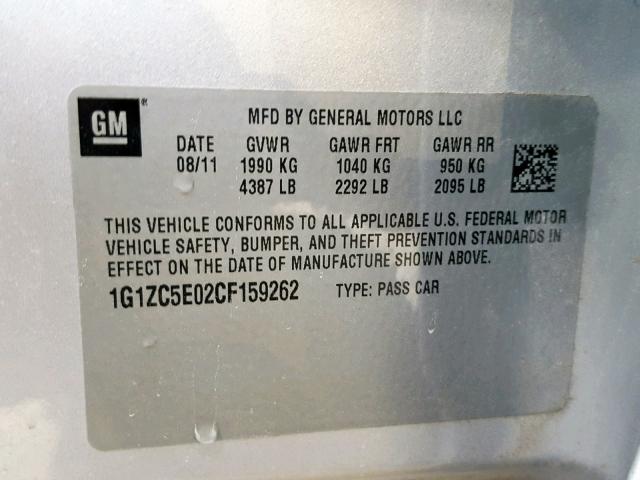 GM®
MFD BY GENERAL MOTORS LLC
DATE GVWR GAWR FRT GAWR RR
08/11 1990 KG 1040 KG 950 KG
4387 LB 2292 LB 2095 LB
THIS VEHICLE CONFORMS TO ALL APPLICABLE U.S. FEDERAL MOTOR
VEHICLE SAFETY, BUMPER, AND THEFT PREVENTION STANDARDS IN
EFFECT ON THE DATE OF MANUFACTURE SHOWN ABOVE.
1G1ZC5E02CF159262 TYPE: PASS CAR